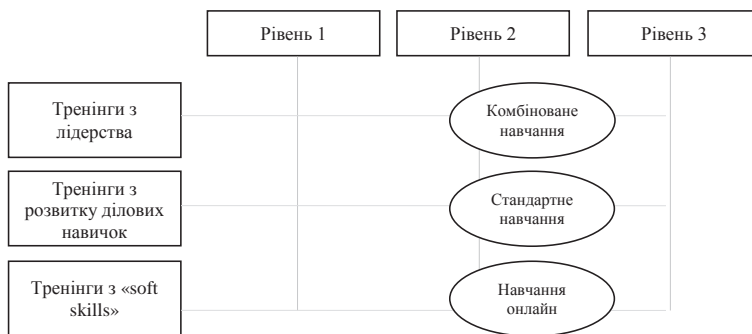 Рівень 1
Рівень 2
Рівень 3
Тренінги з
лідерства
Комбіноване
навчання
Тренінги з
розвитку ділових
навичок
Стандартне
навчання
Тренінги з «soft
skills»
Навчання
онлайн